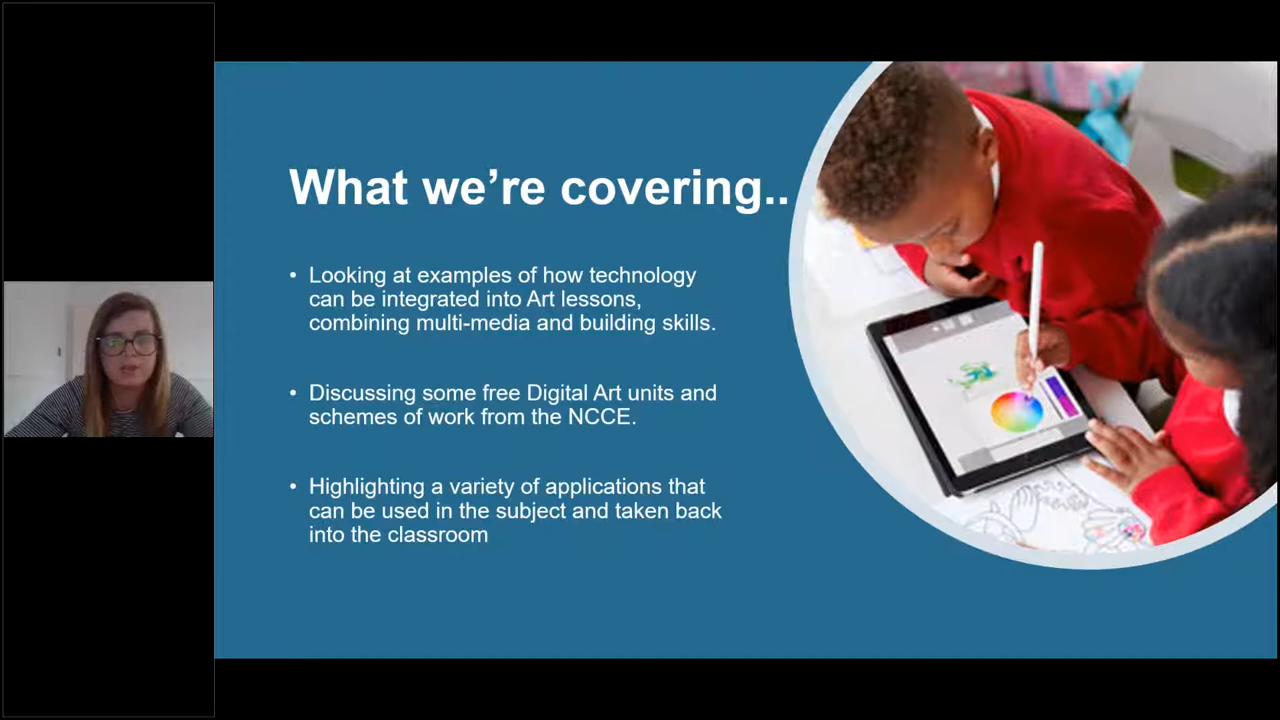 What we're covering..
• Looking at examples of how technology
can be integrated into Art lessons,
combining multi-media and building skills.
• Discussing some free Digital Art units and
schemes of work from the NCCE.
• Highlighting a variety of applications that
can be used in the subject and taken back
into the classroom